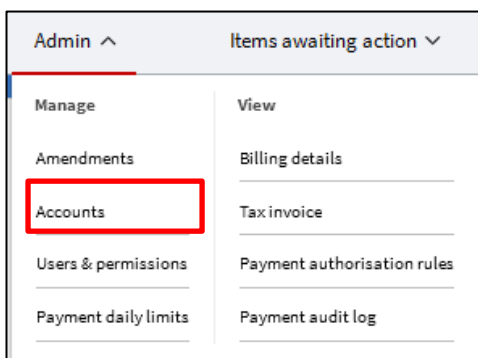 Admin
Items awaiting action
Manage
View
Amendments
Billing details
Accounts
Tax invoice
Users & permissions
Payment authorisation rules
Payment daily limits
Payment audit log